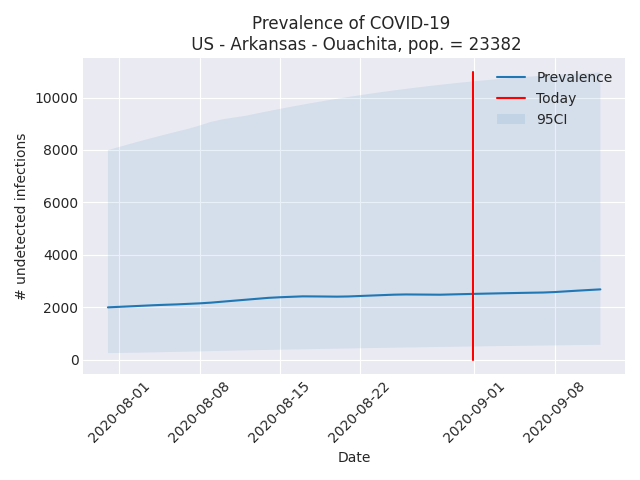 Prevalence of COVID-19
US - Arkansas - Ouachita, pop. = 23382
Prevalence
Today
95CI
# undetected infections
10000
8000
6000
4000
2000
0
2020-08-01
2020-08-08
2020-08-15
2020-08-22
2020-09-01
2020-09-08
Date